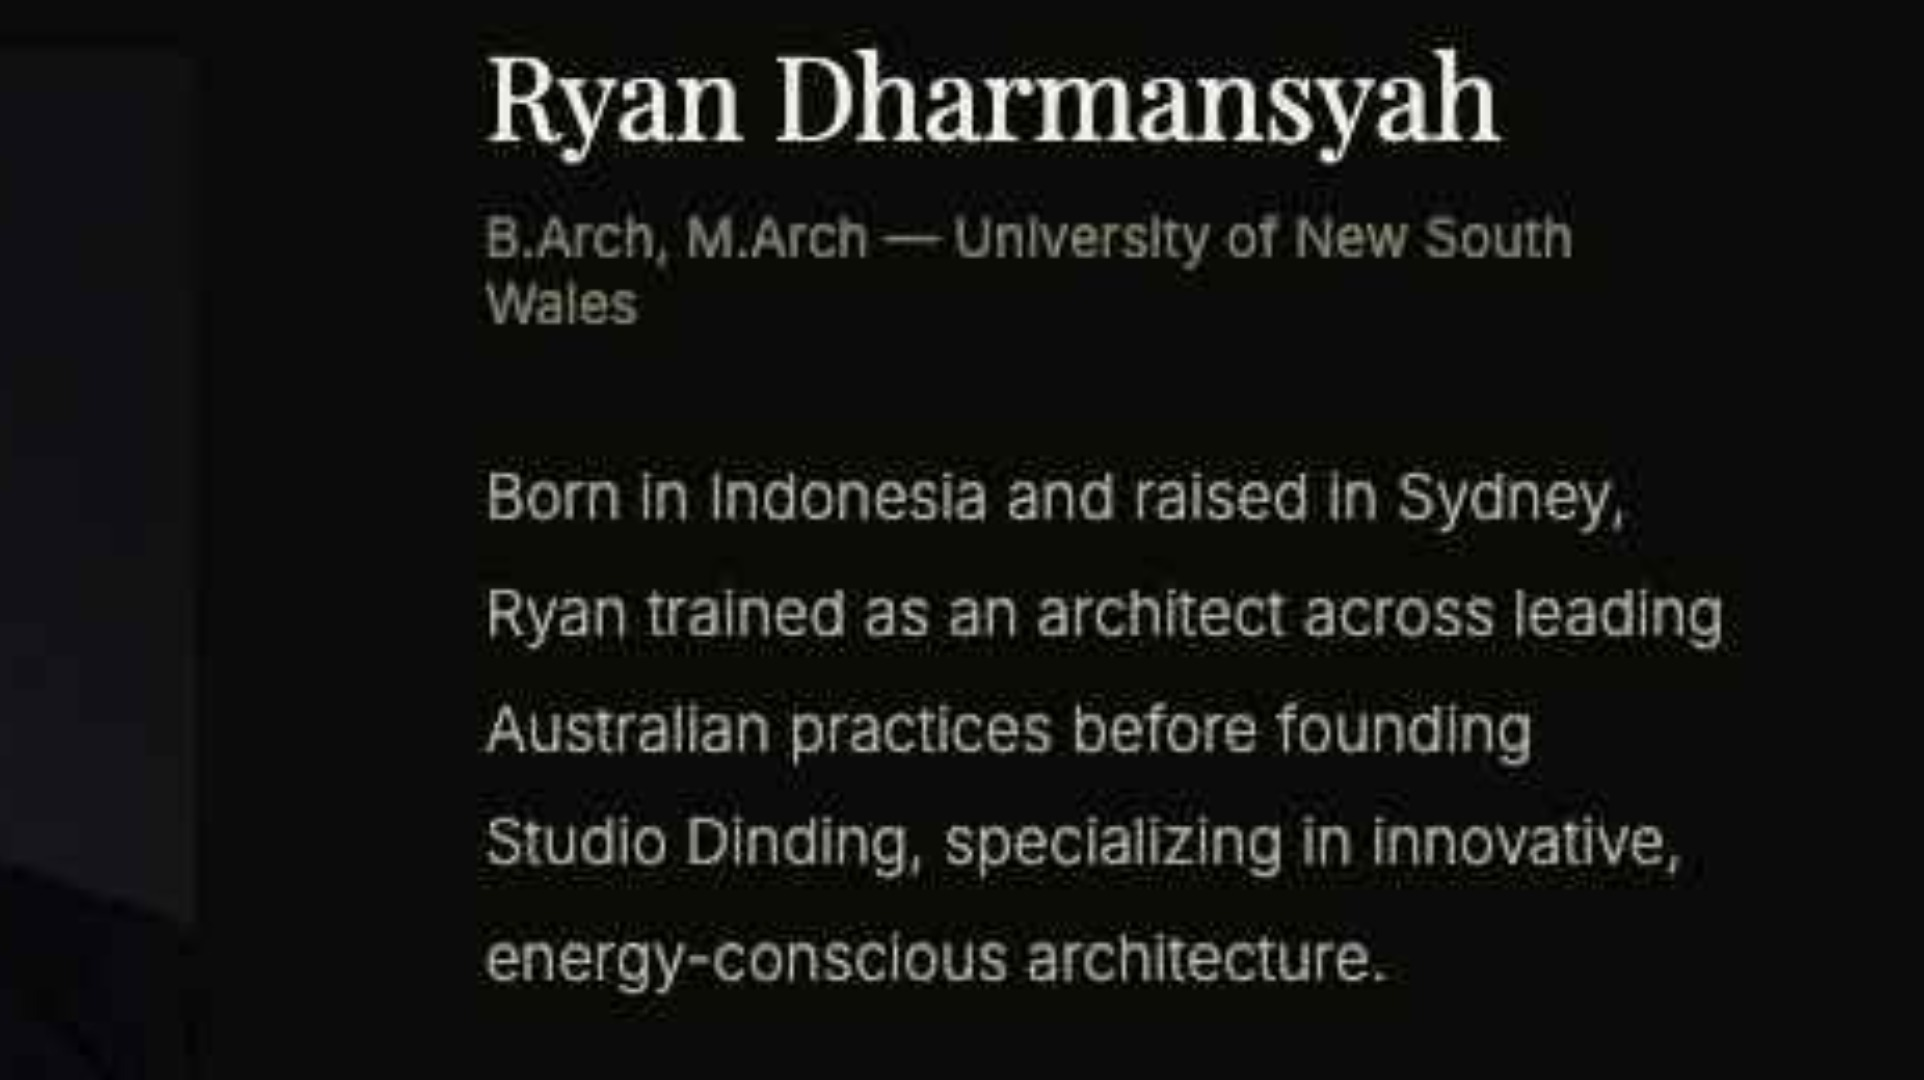 Ryan Dharmansyah
B.Arch, M.Arch — University of New South
Wales
Born in Indonesia and raised in Sydney,
Ryan trained as an architect across leading
Australian practices before founding
Studio Dinding, specializing in innovative,
energy-conscious architecture.